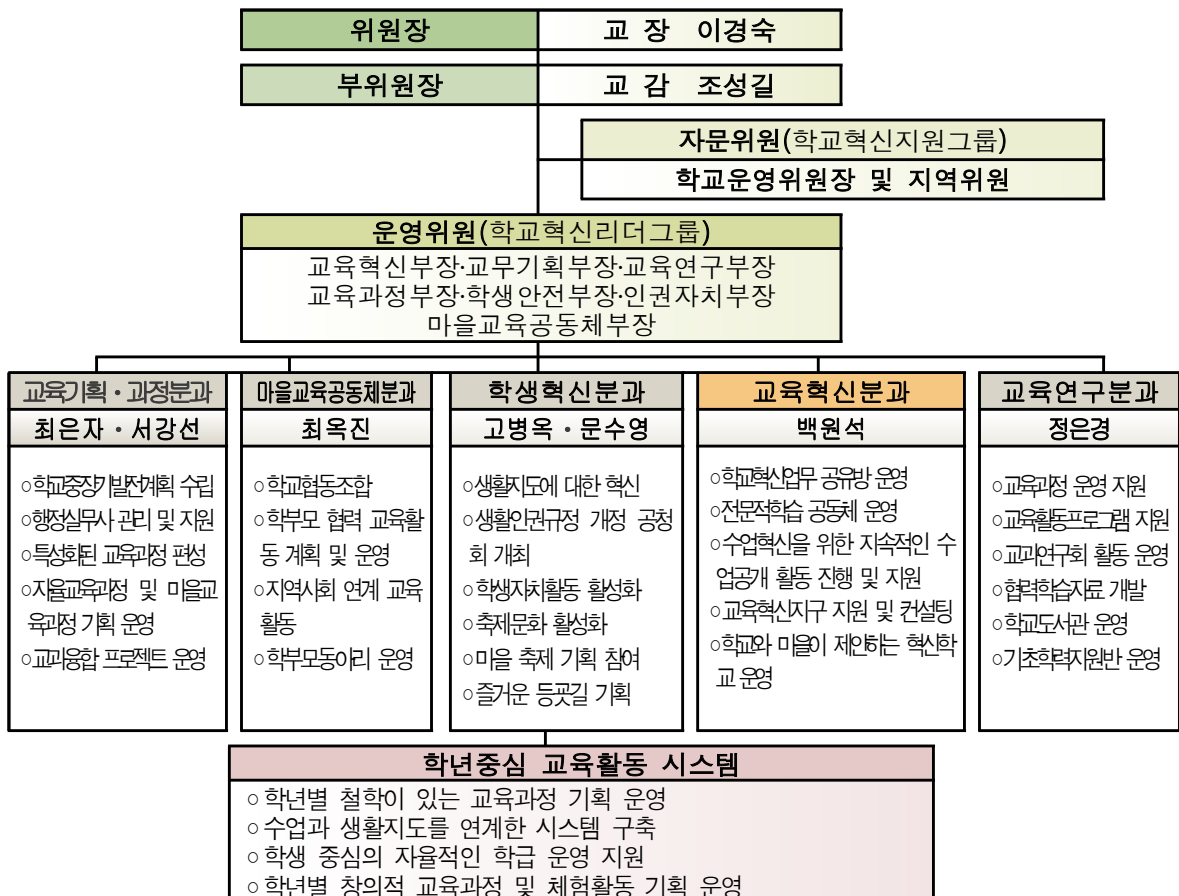 위원장
교 장 이경숙
부위원장
교 감 조성길
자문위원(학교혁신지원그룹)
학교운영위원장 및 지역위원
운영위원(학교혁신리더그룹)
교육혁신부장·교무기획부장·교육연구부장
교육과정부장·학생안전부장·인권자치부장
마을교육공동체부장
교육기획·과정분과
최은자·서강선
○학교중장기발전계획 수립
○행정실무사 관리 및 지원
○특성화된 교육과정 편성
○자율교육과정 및 마을교
육과정 기획 운영
○교과융합 프로젝트 운영
마을교육공동체분과
최옥진
○학교협동조합
○학부모 협력 교육활
동 계획 및 운영
○지역사회 연계 교육
활동
○학부모동아리 운영
학생혁신분과
고병옥·문수영
○생활지도에 대한 혁신
○생활인권규정 개정 공청
회 개최
○학생자치활동 활성화
○축제문화 활성화
○마을 축제 기획 참여
○즐거운 등굣길 기획
교육혁신분과
백원석
○학교혁신업무 공유방 운영
○전문적학습 공동체 운영
○수업혁신을 위한 지속적인 수
업공개 활동 진행 및 지원
○교육혁신지구 지원 및 컨설팅
○학교와 마을이 제안하는 혁신학
교 운영
교육연구분과
정은경
○교육과정 운영 지원
○교육활동프로그램 지원
○교과연구회 활동 운영
○협력학습자료 개발
○학교도서관 운영
○기초학력지원반 운영
학년중심 교육활동 시스템
○학년별 철학이 있는 교육과정 기획 운영
○수업과 생활지도를 연계한 시스템 구축
○학생 중심의 자율적인 학급 운영 지원
○학년별 창의적 교육과정 및 체험활동 기획 운영